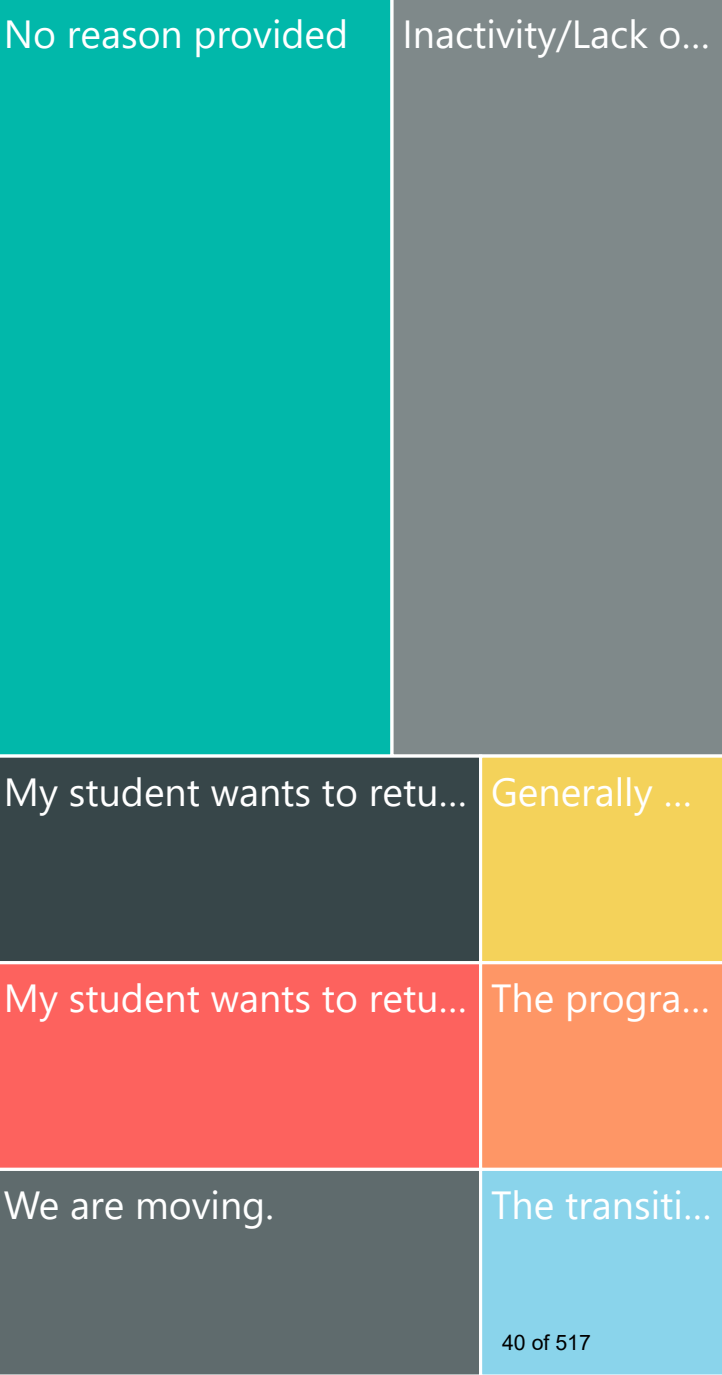 No reason provided
Inactivity/Lack o...
My student wants to retu...
Generally ...
My student wants to retu...
The progra...
We are moving.
The transiti...
40 of 517